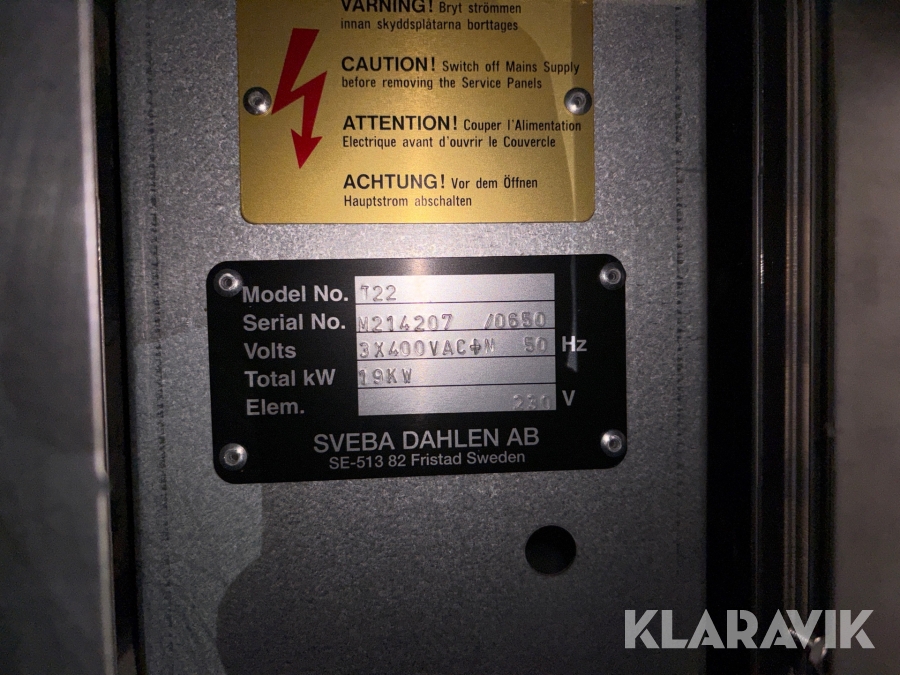 VARNING! Bryt strömmen
innan skyddsplåtarna borttages
CAUTION! Switch off Mains Supply
before removing the Service Panels
ATTENTION! Couper l'Alimentation
Electrique avant d'ouvrir le Couvercle
ACHTUNG! Vor dem Öffnen
Hauptstrom abschalten
Model No. T22
Serial No. M214207 /0650
Volts 3X400VAC+N 50 Hz
Total kW 19KW
Elem. 230 V
SVEBA DAHLEN AB
SE-513 82 Fristad Sweden
KLARAVIK